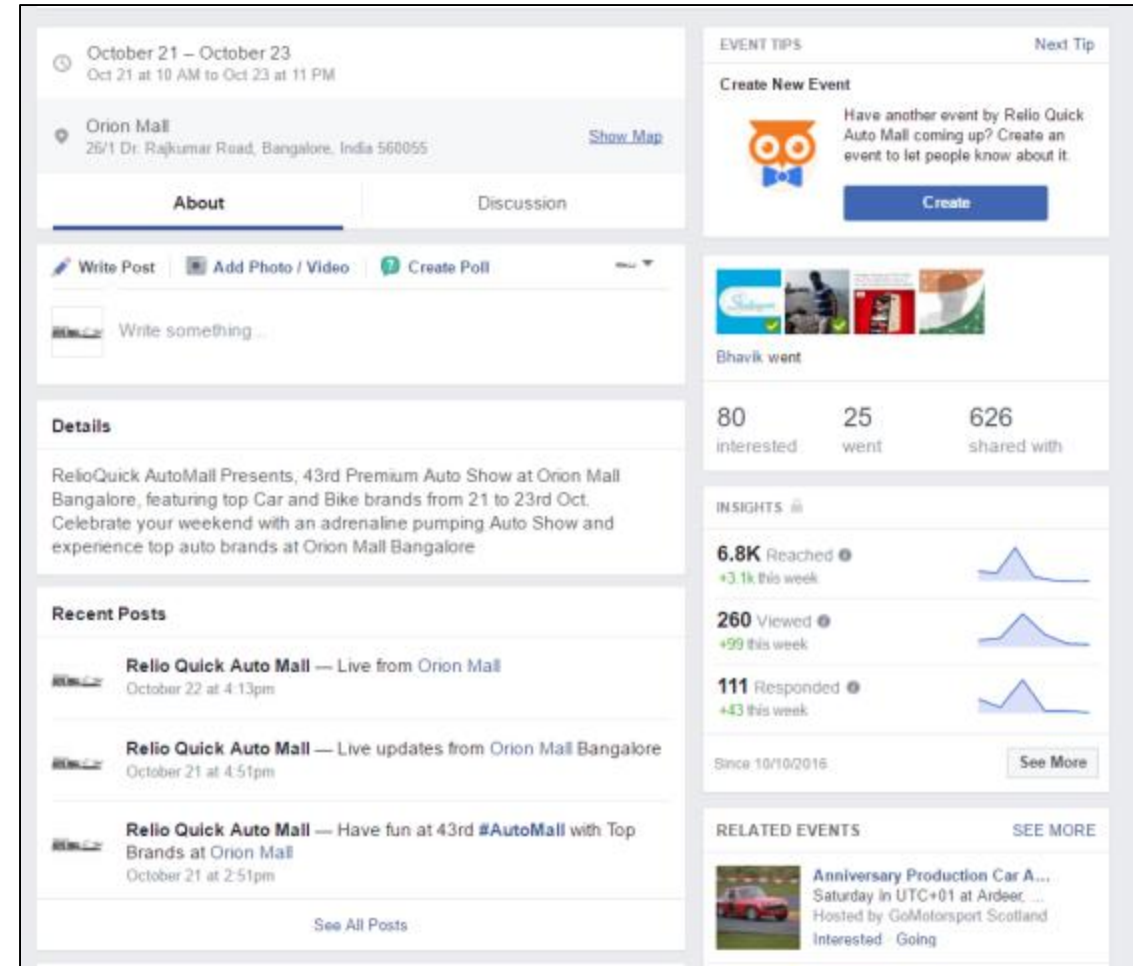 October 21 – October 23
Oct 21 at 10 AM to Oct 23 at 11 PM
Orion Mall
26/1 Dr. Rajkumar Road, Bangalore, India 560055
Show Map
About
Discussion
Write Post
Add Photo / Video
Create Poll
Write something...
Details
RelioQuick AutoMall Presents, 43rd Premium Auto Show at Orion Mall
Bangalore, featuring top Car and Bike brands from 21 to 23rd Oct.
Celebrate your weekend with an adrenaline pumping Auto Show and
experience top auto brands at Orion Mall Bangalore
Recent Posts
Relio Quick Auto Mall — Live from Orion Mall
October 22 at 4:13pm
Relio Quick Auto Mall — Live updates from Orion Mall Bangalore
October 21 at 4:51pm
Relio Quick Auto Mall — Have fun at 43rd #AutoMall with Top
Brands at Orion Mall
October 21 at 2:51pm
See All Posts
EVENT TIPS
Next Tip
Create New Event
Have another event by Relio Quick
Auto Mall coming up? Create an
event to let people know about it.
Create
Bhavik went
80
interested
25
went
626
shared with
INSIGHTS
6.8K Reached
+3.1k this week
260 Viewed
+99 this week
111 Responded
+43 this week
Since 10/10/2016
See More
RELATED EVENTS
SEE MORE
Anniversary Production Car A...
Saturday in UTC+01 at Ardeer, ...
Hosted by GoMotorsport Scotland
Interested · Going